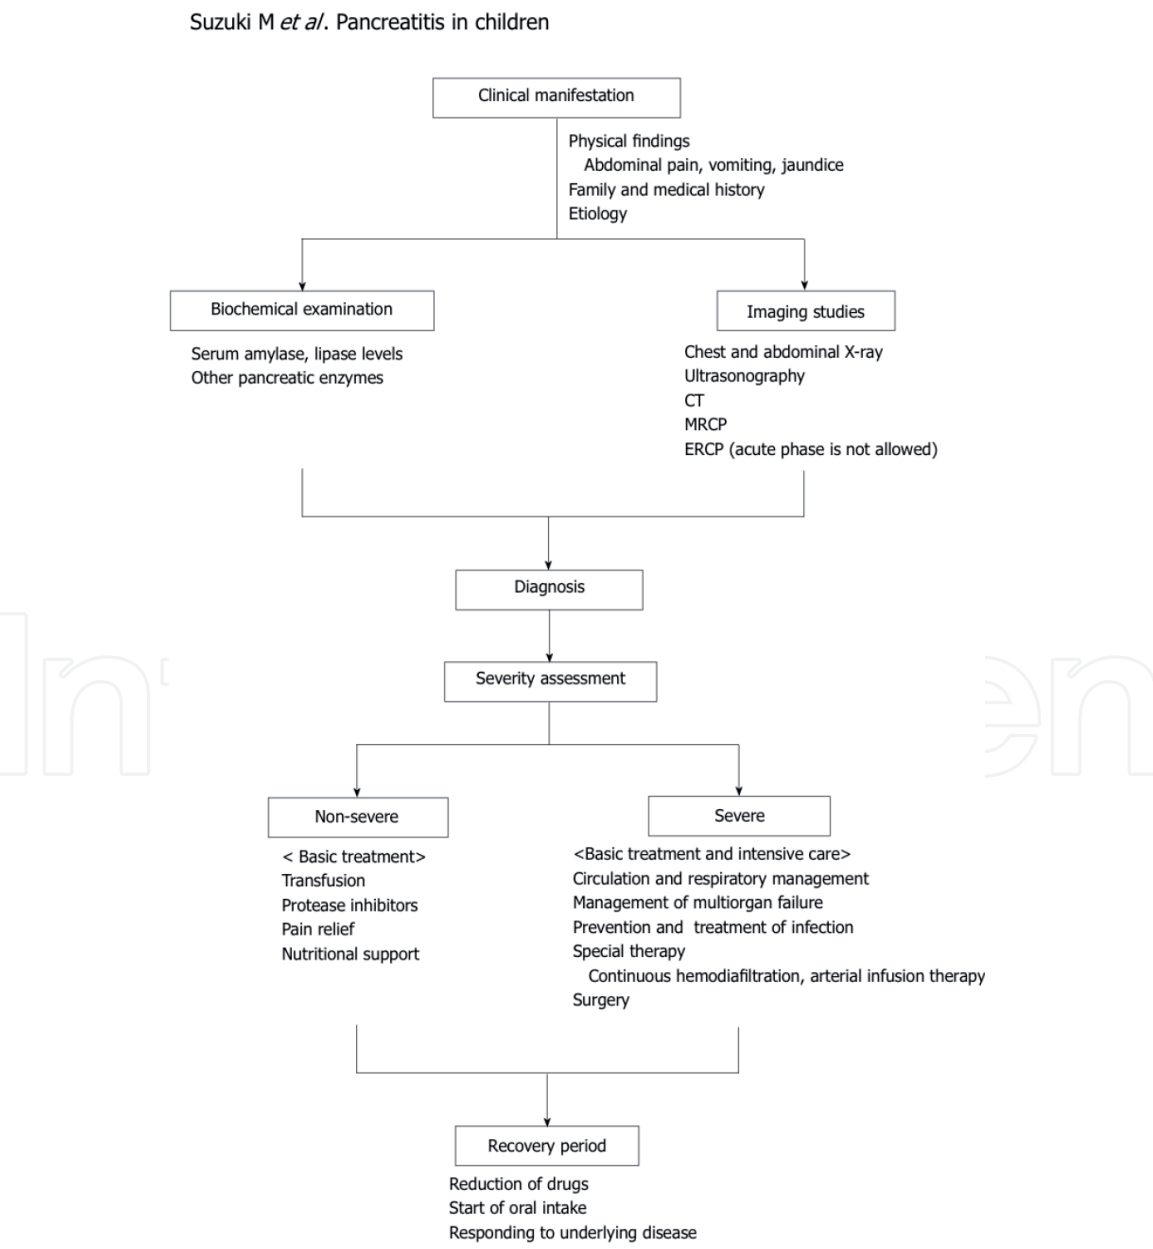 Suzuki M et al. Pancreatitis in children
Clinical manifestation
Physical findings
Abdominal pain, vomiting, jaundice
Family and medical history
Etiology
Biochemical examination
Serum amylase, lipase levels
Other pancreatic enzymes
Imaging studies
Chest and abdominal X-ray
Ultrasonography
CT
MRCP
ERCP (acute phase is not allowed)
Diagnosis
Severity assessment
Non-severe
< Basic treatment>
Transfusion
Protease inhibitors
Pain relief
Nutritional support
Severe
<Basic treatment and intensive care>
Circulation and respiratory management
Management of multiorgan failure
Prevention and  treatment of infection
Special therapy
Continuous hemodiafiltration, arterial infusion therapy
Surgery
Recovery period
Reduction of drugs
Start of oral intake
Responding to underlying disease